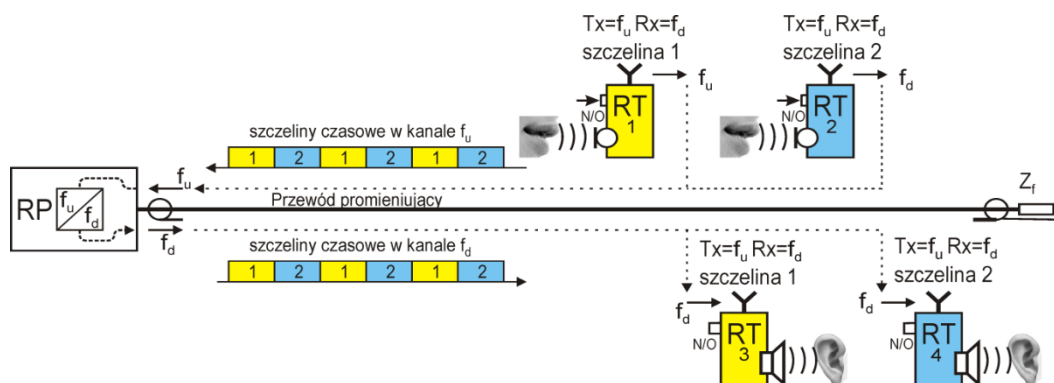 Tx=fu Rx=fd
szczelina 1
fu
RT
1
N/O
Tx=fu Rx=fd
szczelina 2
fd
RT
2
N/O
szczeliny czasowe w kanale fu
1 2 1 2 1 2
RP
fu
fd
fu
Przewód promieniujący
Zf
fd
szczeliny czasowe w kanale fd
1 2 1 2 1 2
Tx=fu Rx=fd
szczelina 1
fd
RT
3
N/O
Tx=fu Rx=fd
szczelina 2
fd
RT
4
N/O